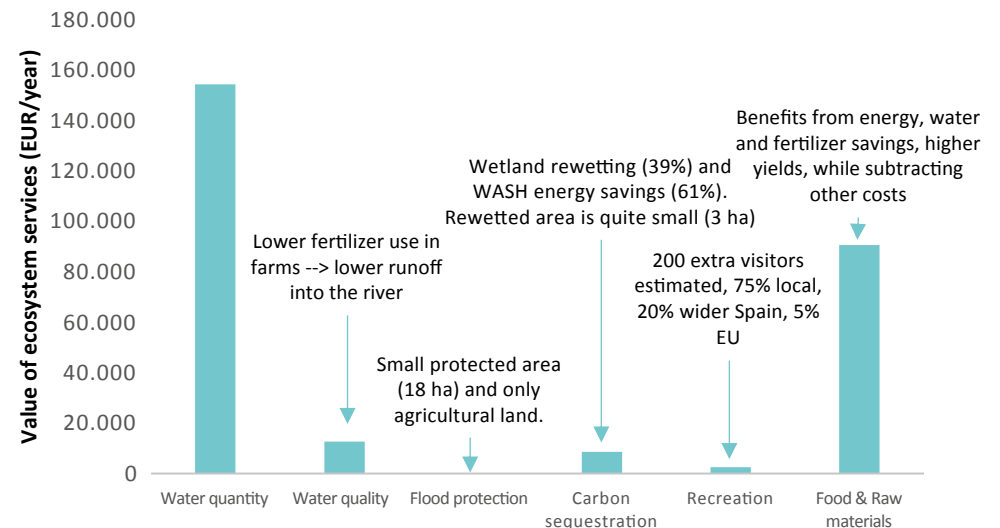 Value of ecosystem services (EUR/year)
180.000
160.000
140.000
120.000
100.000
80.000
60.000
40.000
20.000
0
Lower fertilizer use in
farms --> lower runoff
into the river
Small protected area
(18 ha) and only
agricultural land.
Wetland rewetting (39%) and
WASH energy savings (61%).
Rewetted area is quite small (3 ha)
200 extra visitors
estimated, 75% local,
20% wider Spain, 5%
EU
Benefits from energy, water
and fertilizer savings, higher
yields, while subtracting
other costs
Water quantity
Water quality
Flood protection
Carbon
sequestration
Recreation
Food & Raw
materials